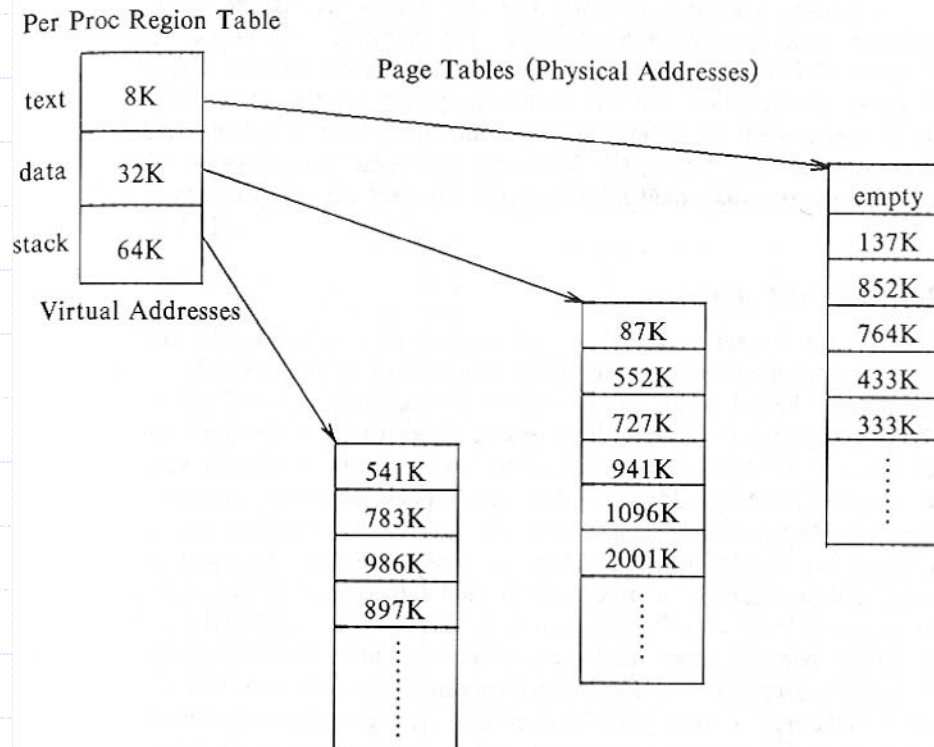 Per Proc Region Table
Page Tables (Physical Addresses)
text
8K
data
32K
stack
64K
Virtual Addresses
empty
137K
852K
764K
433K
333K
87K
552K
727K
941K
1096K
2001K
541K
783K
986K
897K